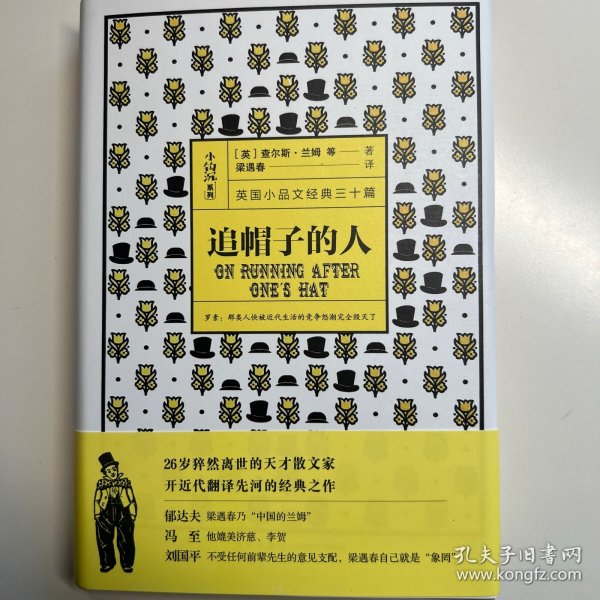 小钩沉
系列
[英]查尔斯·兰姆 等 —— 著
梁遇春 —— 译
英国小品文经典三十篇
追帽子的人
ON RUNNING AFTER
ONE'S HAT
罗素:那类人快被近代生活的竞争怒潮完全毁灭了
26岁猝然离世的天才散文家
开近代翻译先河的经典之作
郁达夫 梁遇春乃“中国的兰姆”
冯 至 他媲美济慈、李贺
刘国平 不受任何前辈先生的意见支配,梁遇春自己就是“象罔”
孔夫子旧书网
www.kongfz.com